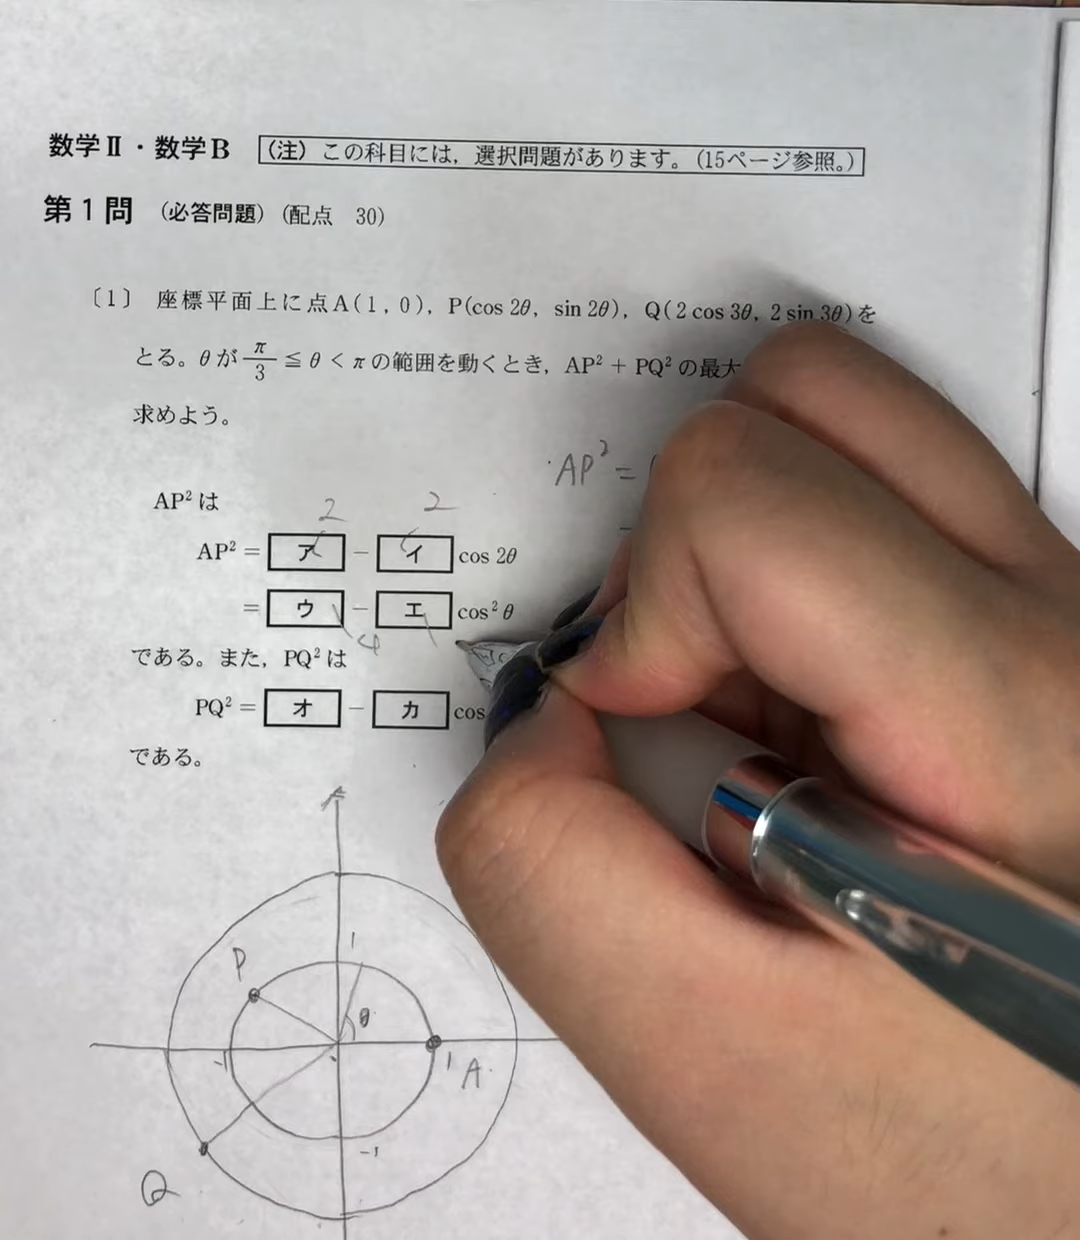 数学Ⅱ・数学B (注) この科目には, 選択問題があります。(15ページ参照。)
第1問 (必答問題)(配点 30)
〔1〕 座標平面上に点A(1, 0), P(cos 2θ, sin 2θ), Q(2 cos 3θ, 2 sin 3θ)を
とる。θが π/3 ≦ θ < πの範囲を動くとき, AP² + PQ² の最大
求めよう。
AP² =
AP² は
2 2
AP² = ア − イ cos 2θ
= ウ − エ cos² θ
4
である。また, PQ² は
PQ² = オ − カ cos
である。
1
P
θ
-1 1 A
-1
Q